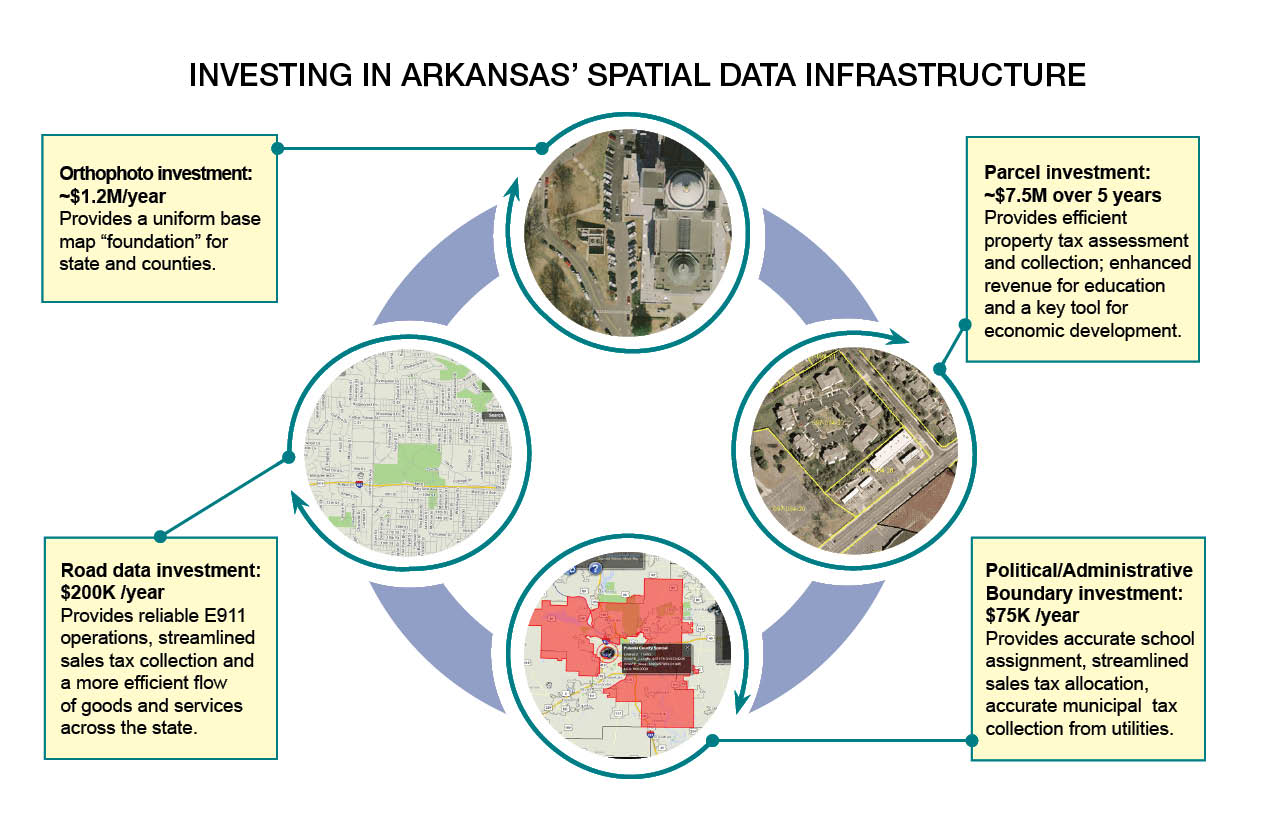 INVESTING IN ARKANSAS’ SPATIAL DATA INFRASTRUCTURE
Orthophoto investment:
~$1.2M/year
Provides a uniform base
map “foundation” for
state and counties.
Parcel investment:
~$7.5M over 5 years
Provides efficient
property tax assessment
and collection; enhanced
revenue for education
and a key tool for
economic development.
Search
Road data investment:
$200K /year
Provides reliable E911
operations, streamlined
sales tax collection and
a more efficient flow
of goods and services
across the state.
Pulaski County Special
Political/Administrative
Boundary investment:
$75K /year
Provides accurate school
assignment, streamlined
sales tax allocation,
accurate municipal  tax
collection from utilities.